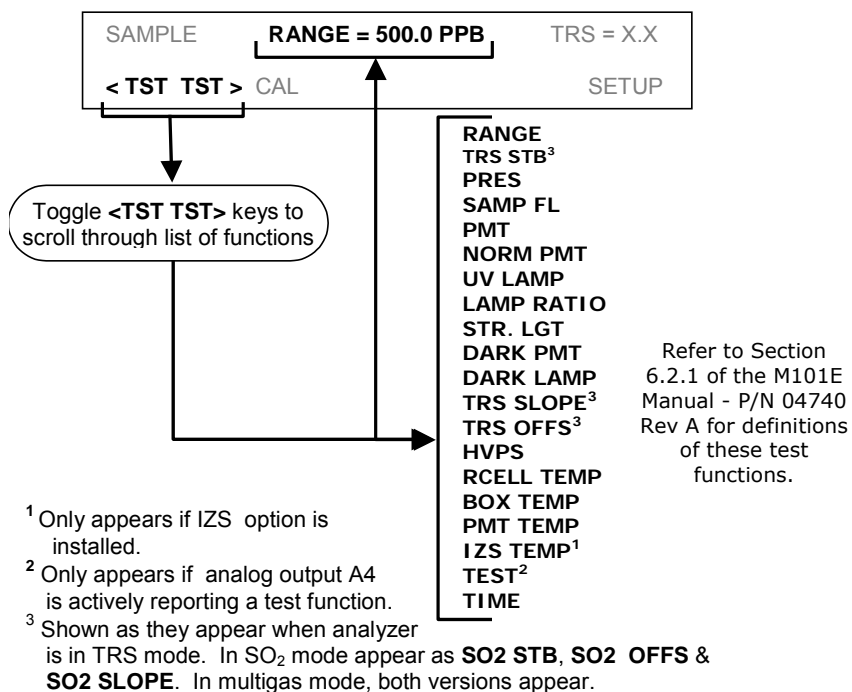 SAMPLE RANGE = 500.0 PPB TRS = X.X
< TST TST > CAL SETUP
Toggle <TST TST> keys to
scroll through list of functions
RANGE
TRS STB³
PRES
SAMP FL
PMT
NORM PMT
UV LAMP
LAMP RATIO
STR. LGT
DARK PMT
DARK LAMP
TRS SLOPE³
TRS OFFS³
HVPS
RCELL TEMP
BOX TEMP
PMT TEMP
IZS TEMP¹
TEST²
TIME
Refer to Section
6.2.1 of the M101E
Manual - P/N 04740
Rev A for definitions
of these test
functions.
¹ Only appears if IZS option is
installed.
² Only appears if analog output A4
is actively reporting a test function.
³ Shown as they appear when analyzer
is in TRS mode. In SO₂ mode appear as SO2 STB, SO2 OFFS &
SO2 SLOPE. In multigas mode, both versions appear.